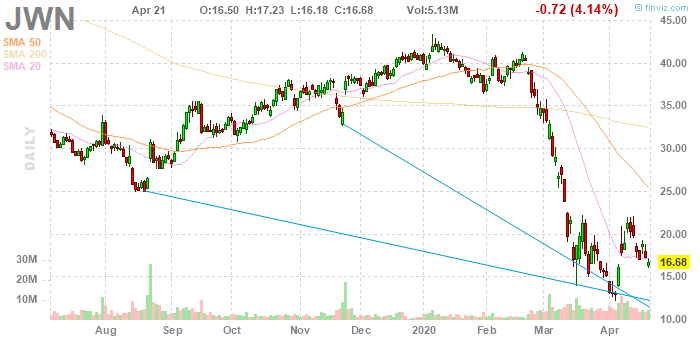 JWN
Apr 21 O:16.50 H:17.23 L:16.18 C:16.68 Vol:5.13M -0.72 (4.14%)
© finviz.com
SMA 50
SMA 200
SMA 20
DAILY
45.00
40.00
35.00
30.00
25.00
20.00
16.68
15.00
10.00
30M
20M
10M
Aug Sep Oct Nov Dec 2020 Feb Mar Apr